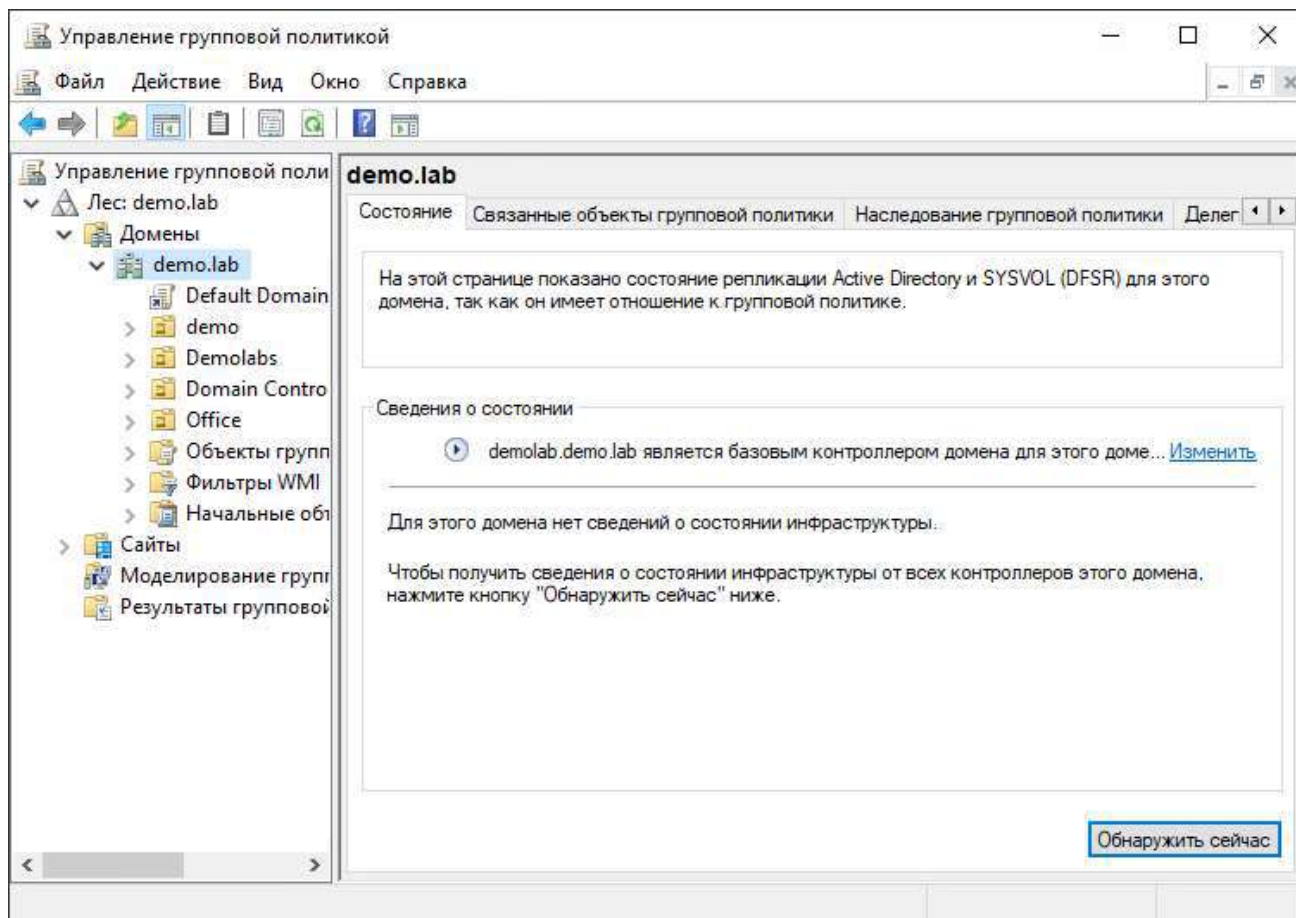 Управление групповой политикой
Файл Действие Вид Окно Справка
Управление групповой поли
Лес: demo.lab
Домены
demo.lab
Default Domain
demo
Demolabs
Domain Contro
Office
Объекты групп
Фильтры WMI
Начальные объ
Сайты
Моделирование групп
Результаты групповой
demo.lab
Состояние Связанные объекты групповой политики Наследование групповой политики Делег
На этой странице показано состояние репликации Active Directory и SYSVOL (DFSR) для этого
домена, так как он имеет отношение к групповой политике.
Сведения о состоянии
demolab.demo.lab является базовым контроллером домена для этого доме... Изменить
Для этого домена нет сведений о состоянии инфраструктуры.
Чтобы получить сведения о состоянии инфраструктуры от всех контроллеров этого домена,
нажмите кнопку "Обнаружить сейчас" ниже.
Обнаружить сейчас